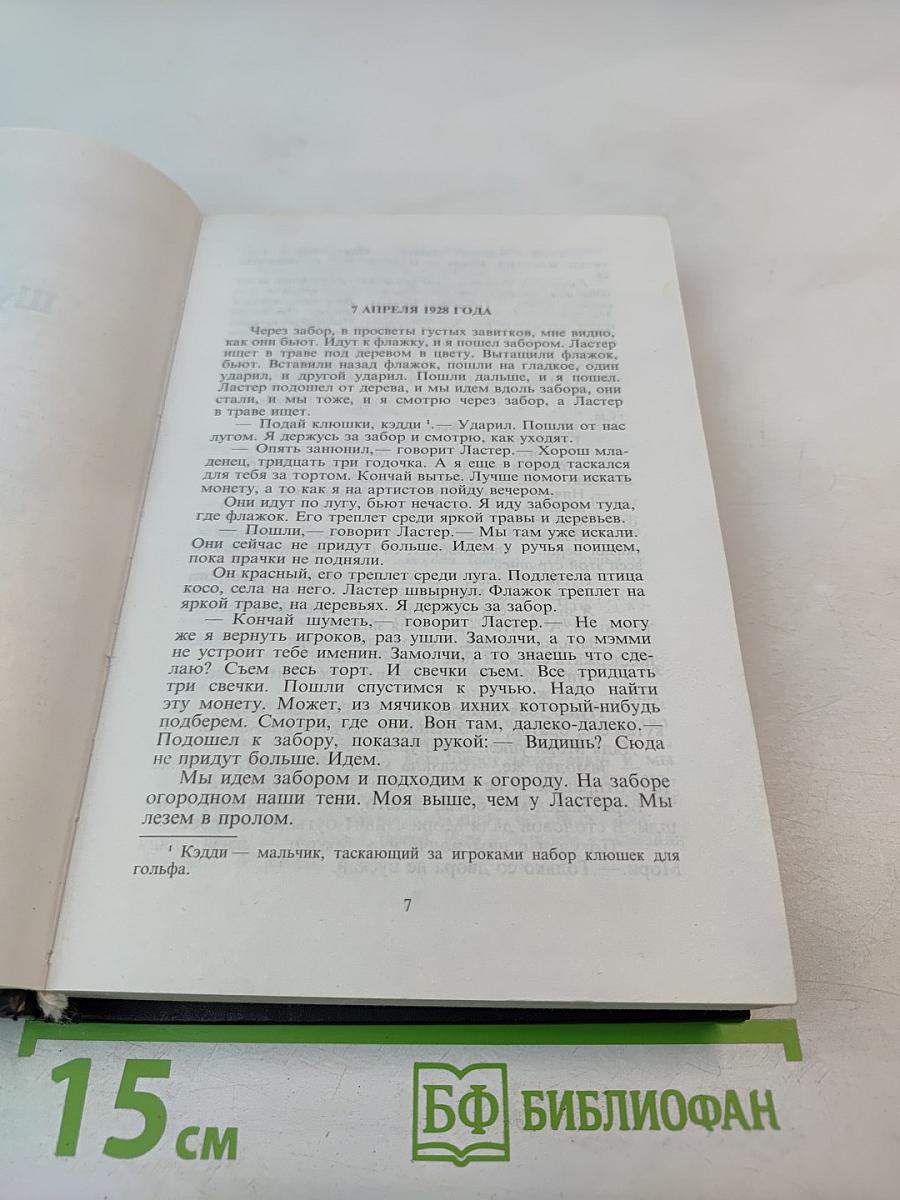 7 АПРЕЛЯ 1928 ГОДА
Через забор, в просветы густых завитков, мне видно,
как они бьют. Идут к флажку, и я пошел забором. Ластер
ищет в траве под деревом в цвету. Вытащили флажок,
бьют. Вставили назад флажок, пошли на гладкое, один
ударил, и другой ударил. Пошли дальше, и я пошел.
Ластер подошел от дерева, и мы идем вдоль забора, они
стали, и мы тоже, и я смотрю через забор, а Ластер
в траве ищет.
— Подай клюшки, кэдди ¹.— Ударил. Пошли от нас
лугом. Я держусь за забор и смотрю, как уходят.
— Опять занюнил,— говорит Ластер.— Хорош мла-
денец, тридцать три годочка. А я еще в город таскался
для тебя за тортом. Кончай вытье. Лучше помоги искать
монету, а то как я на артистов пойду вечером.
Они идут по лугу, бьют нечасто. Я иду забором туда,
где флажок. Его треплет среди яркой травы и деревьев.
— Пошли,— говорит Ластер.— Мы там уже искали.
Они сейчас не придут больше. Идем у ручья поищем,
пока прачки не подняли.
Он красный, его треплет среди луга. Подлетела птица
косо, села на него. Ластер швырнул. Флажок треплет на
яркой траве, на деревьях. Я держусь за забор.
— Кончай шуметь,— говорит Ластер.— Не могу
же я вернуть игроков, раз ушли. Замолчи, а то мэмми
не устроит тебе именин. Замолчи, а то знаешь что сде-
лаю? Съем весь торт. И свечки съем. Все тридцать
три свечки. Пошли спустимся к ручью. Надо найти
эту монету. Может, из мячиков ихних который-нибудь
подберем. Смотри, где они. Вон там, далеко-далеко.—
Подошел к забору, показал рукой: — Видишь? Сюда
не придут больше. Идем.
Мы идем забором и подходим к огороду. На заборе
огородном наши тени. Моя выше, чем у Ластера. Мы
лезем в пролом.
¹ Кэдди — мальчик, таскающий за игроками набор клюшек для
гольфа.
7
15 см
БФ БИБЛИОФАН